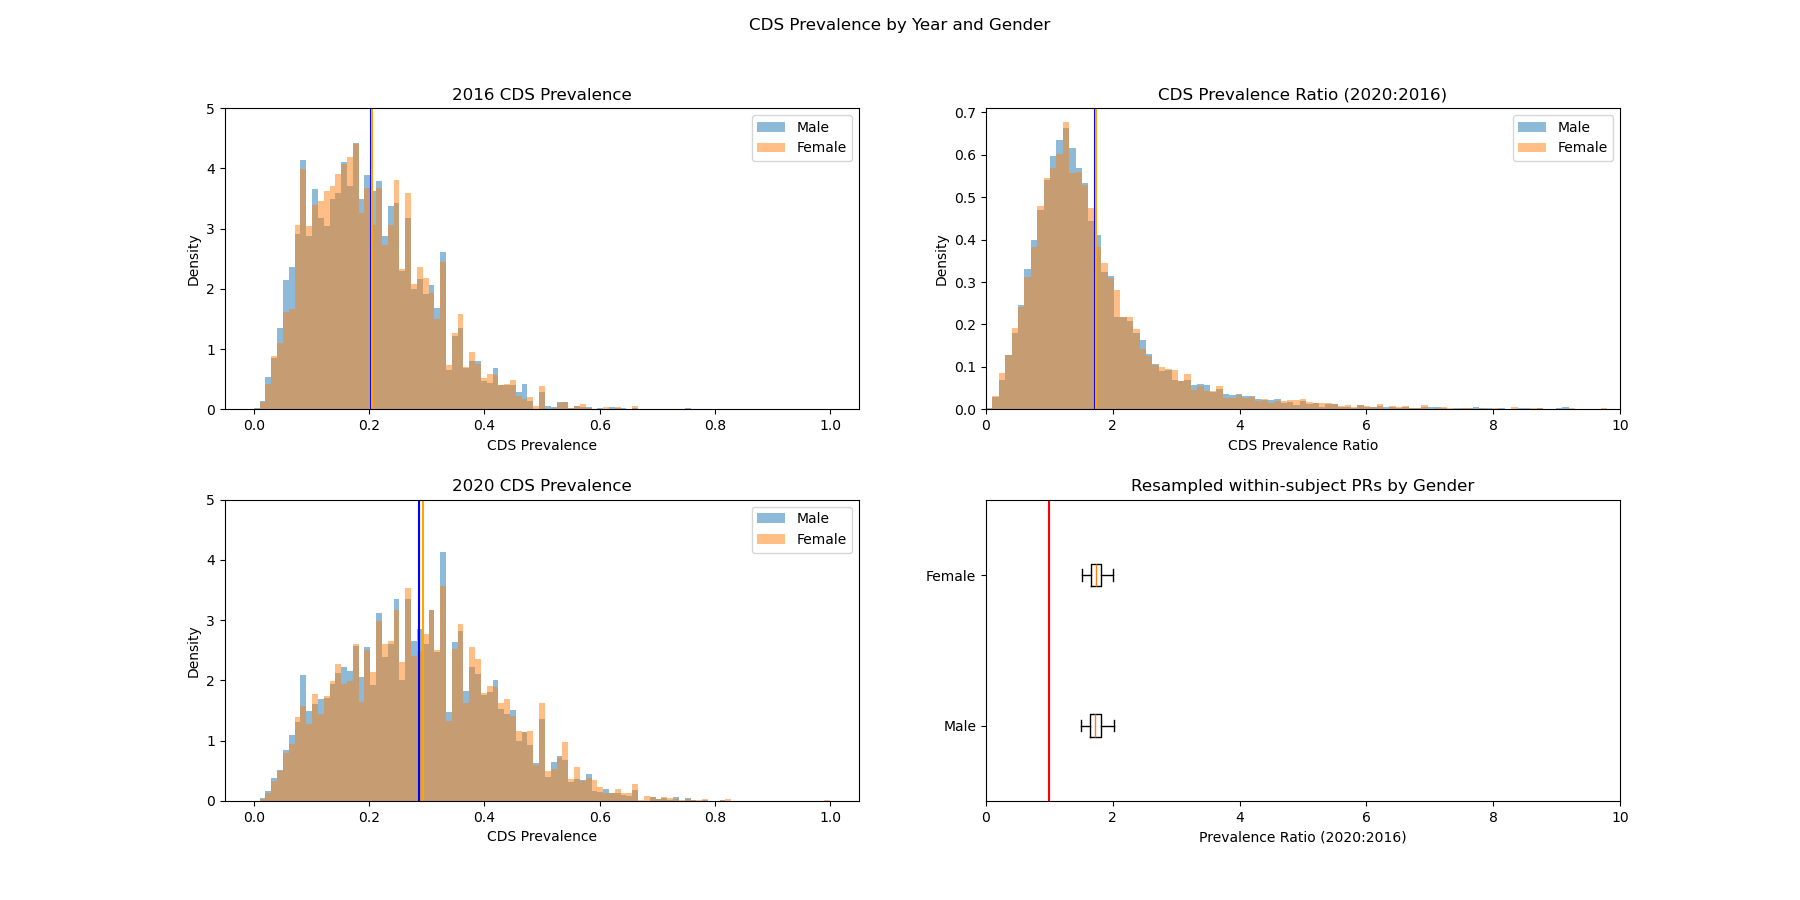 CDS Prevalence by Year and Gender
2016 CDS Prevalence
5
4
3
2
1
0
Density
0.0 0.2 0.4 0.6 0.8 1.0
CDS Prevalence
Male
Female
CDS Prevalence Ratio (2020:2016)
0.7
0.6
0.5
0.4
0.3
0.2
0.1
0.0
Density
0 2 4 6 8 10
CDS Prevalence Ratio
Male
Female
2020 CDS Prevalence
5
4
3
2
1
0
Density
0.0 0.2 0.4 0.6 0.8 1.0
CDS Prevalence
Male
Female
Resampled within-subject PRs by Gender
Female
Male
0 2 4 6 8 10
Prevalence Ratio (2020:2016)